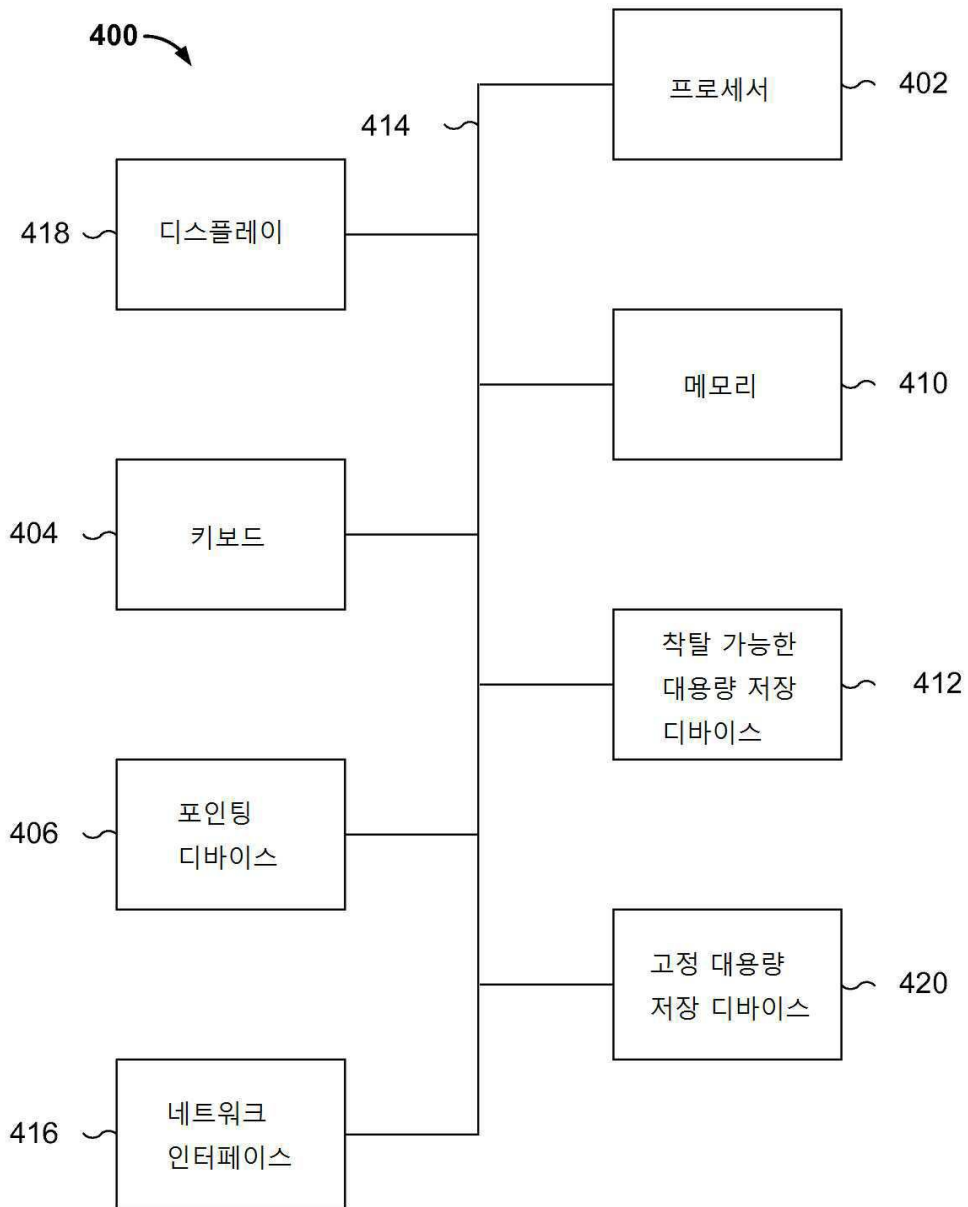 400
414
프로세서
402
418
디스플레이
메모리
410
404
키보드
착탈 가능한
대용량 저장
디바이스
412
406
포인팅
디바이스
고정 대용량
저장 디바이스
420
416
네트워크
인터페이스